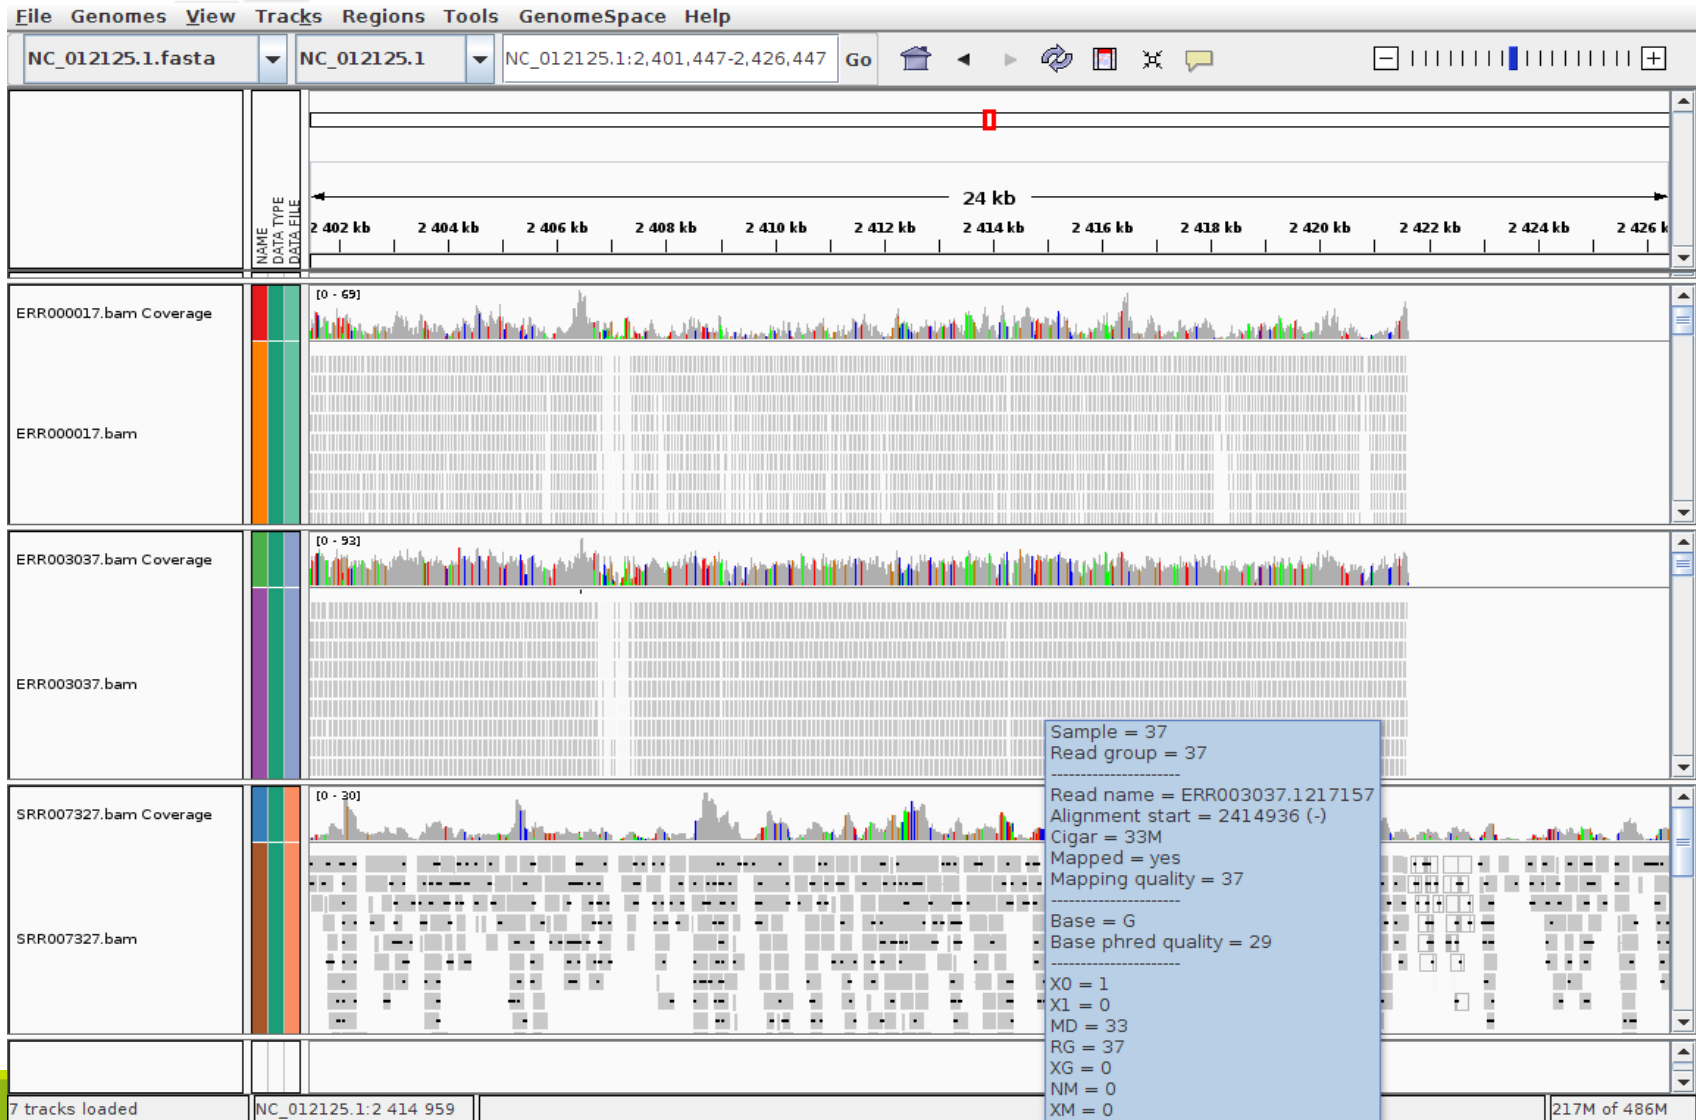 File Genomes View Tracks Regions Tools GenomeSpace Help
NC_012125.1.fasta NC_012125.1 NC_012125.1:2,401,447-2,426,447 Go
NAME
DATA TYPE
DATA FILE
24 kb
2 402 kb 2 404 kb 2 406 kb 2 408 kb 2 410 kb 2 412 kb 2 414 kb 2 416 kb 2 418 kb 2 420 kb 2 422 kb 2 424 kb 2 426 k
[0 - 69]
ERR000017.bam Coverage
ERR000017.bam
[0 - 93]
ERR003037.bam Coverage
ERR003037.bam
[0 - 30]
SRR007327.bam Coverage
SRR007327.bam
Sample = 37
Read group = 37
----------------------
Read name = ERR003037.1217157
Alignment start = 2414936 (-)
Cigar = 33M
Mapped = yes
Mapping quality = 37
----------------------
Base = G
Base phred quality = 29
----------------------
X0 = 1
X1 = 0
MD = 33
RG = 37
XG = 0
NM = 0
XM = 0
7 tracks loaded NC_012125.1:2 414 959 217M of 486M